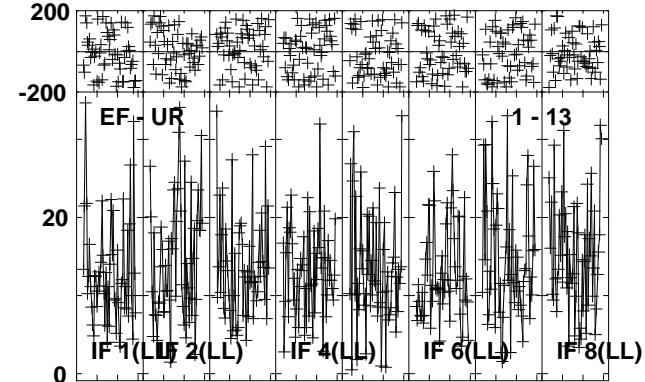 200
-200
EF - UR 1 - 13
20
0
IF 1(LL) IF 2(LL) IF 4(LL) IF 6(LL) IF 8(LL)